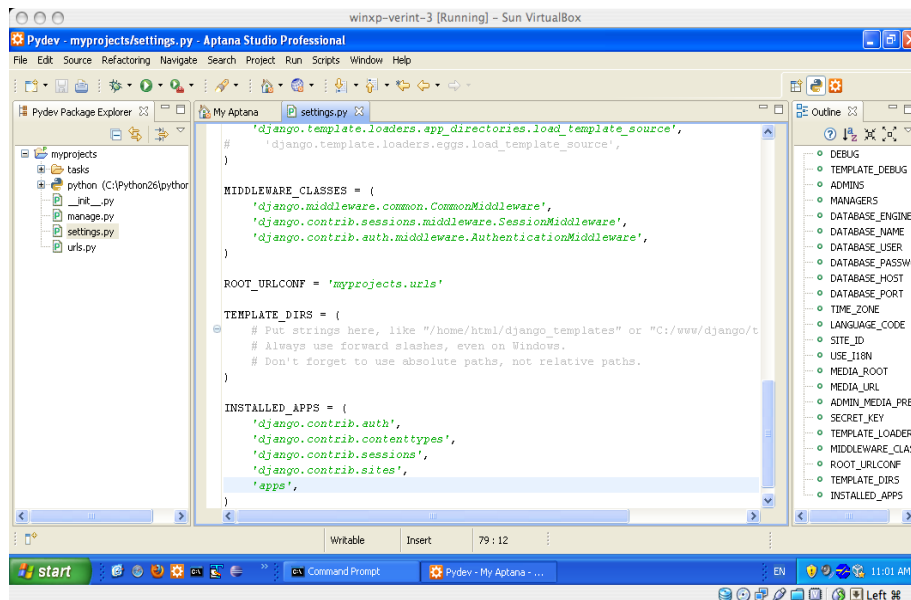 winxp-verint-3 [Running] – Sun VirtualBox
Pydev - myprojects/settings.py - Aptana Studio Professional
File Edit Source Refactoring Navigate Search Project Run Scripts Window Help
Pydev Package Explorer
My Aptana
settings.py
Outline
myprojects
tasks
python (C:\Python26\pythor
__init__.py
manage.py
settings.py
urls.py
'django.template.loaders.app_directories.load_template_source',
#     'django.template.loaders.eggs.load_template_source',
)
MIDDLEWARE_CLASSES = (
'django.middleware.common.CommonMiddleware',
'django.contrib.sessions.middleware.SessionMiddleware',
'django.contrib.auth.middleware.AuthenticationMiddleware',
)
ROOT_URLCONF = 'myprojects.urls'
TEMPLATE_DIRS = (
# Put strings here, like "/home/html/django_templates" or "C:/www/django/t
# Always use forward slashes, even on Windows.
# Don't forget to use absolute paths, not relative paths.
)
INSTALLED_APPS = (
'django.contrib.auth',
'django.contrib.contenttypes',
'django.contrib.sessions',
'django.contrib.sites',
'apps',
)
DEBUG
TEMPLATE_DEBUG
ADMINS
MANAGERS
DATABASE_ENGINE
DATABASE_NAME
DATABASE_USER
DATABASE_PASSW
DATABASE_HOST
DATABASE_PORT
TIME_ZONE
LANGUAGE_CODE
SITE_ID
USE_I18N
MEDIA_ROOT
MEDIA_URL
ADMIN_MEDIA_PRE
SECRET_KEY
TEMPLATE_LOADER
MIDDLEWARE_CLAS
ROOT_URLCONF
TEMPLATE_DIRS
INSTALLED_APPS
Writable Insert 79 : 12
start
Command Prompt
Pydev - My Aptana - ...
EN
11:01 AM
Left ⌘